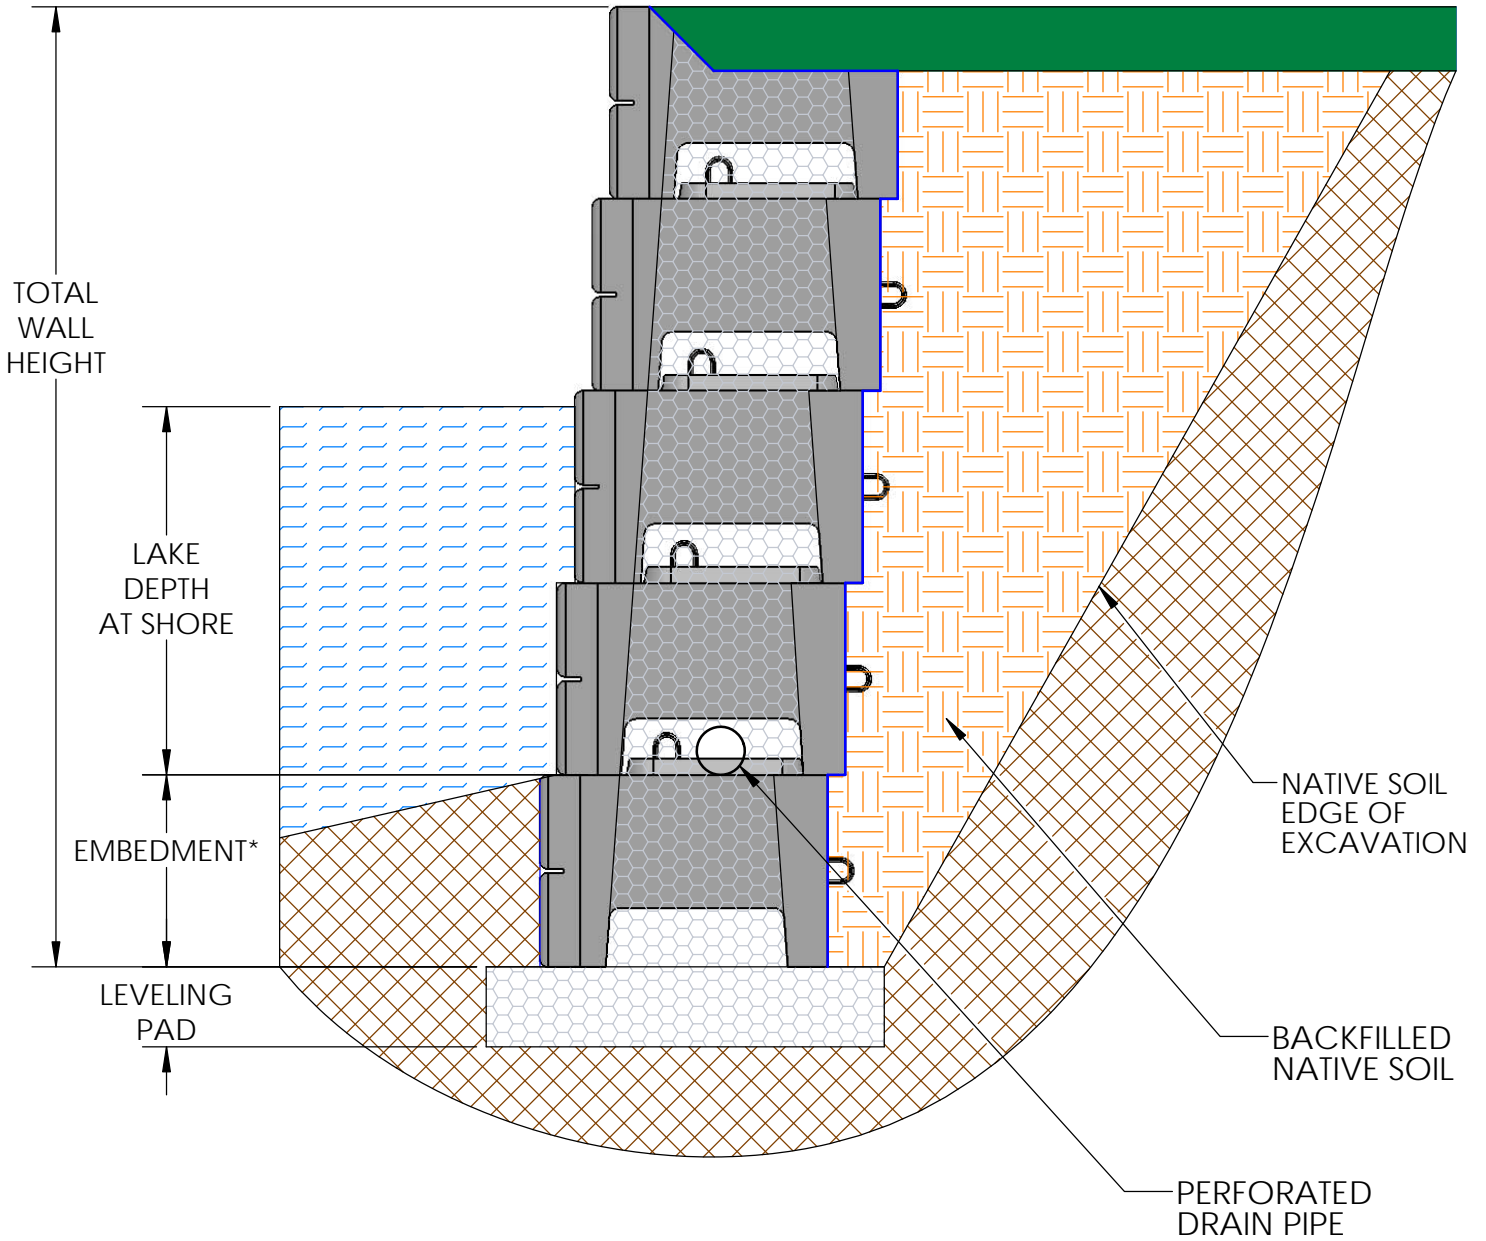 TOTAL
WALL
HEIGHT
LAKE
DEPTH
AT SHORE
EMBEDMENT*
LEVELING
PAD
NATIVE SOIL
EDGE OF
EXCAVATION
BACKFILLED
NATIVE SOIL
PERFORATED
DRAIN PIPE